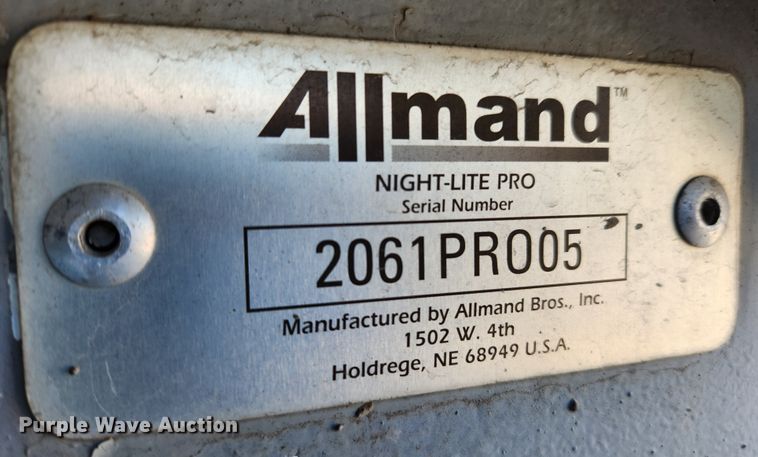 Allmand™
NIGHT-LITE PRO
Serial Number
2061PRO05
Manufactured by Allmand Bros., Inc.
1502 W. 4th
Holdrege, NE 68949 U.S.A.
Purple Wave Auction